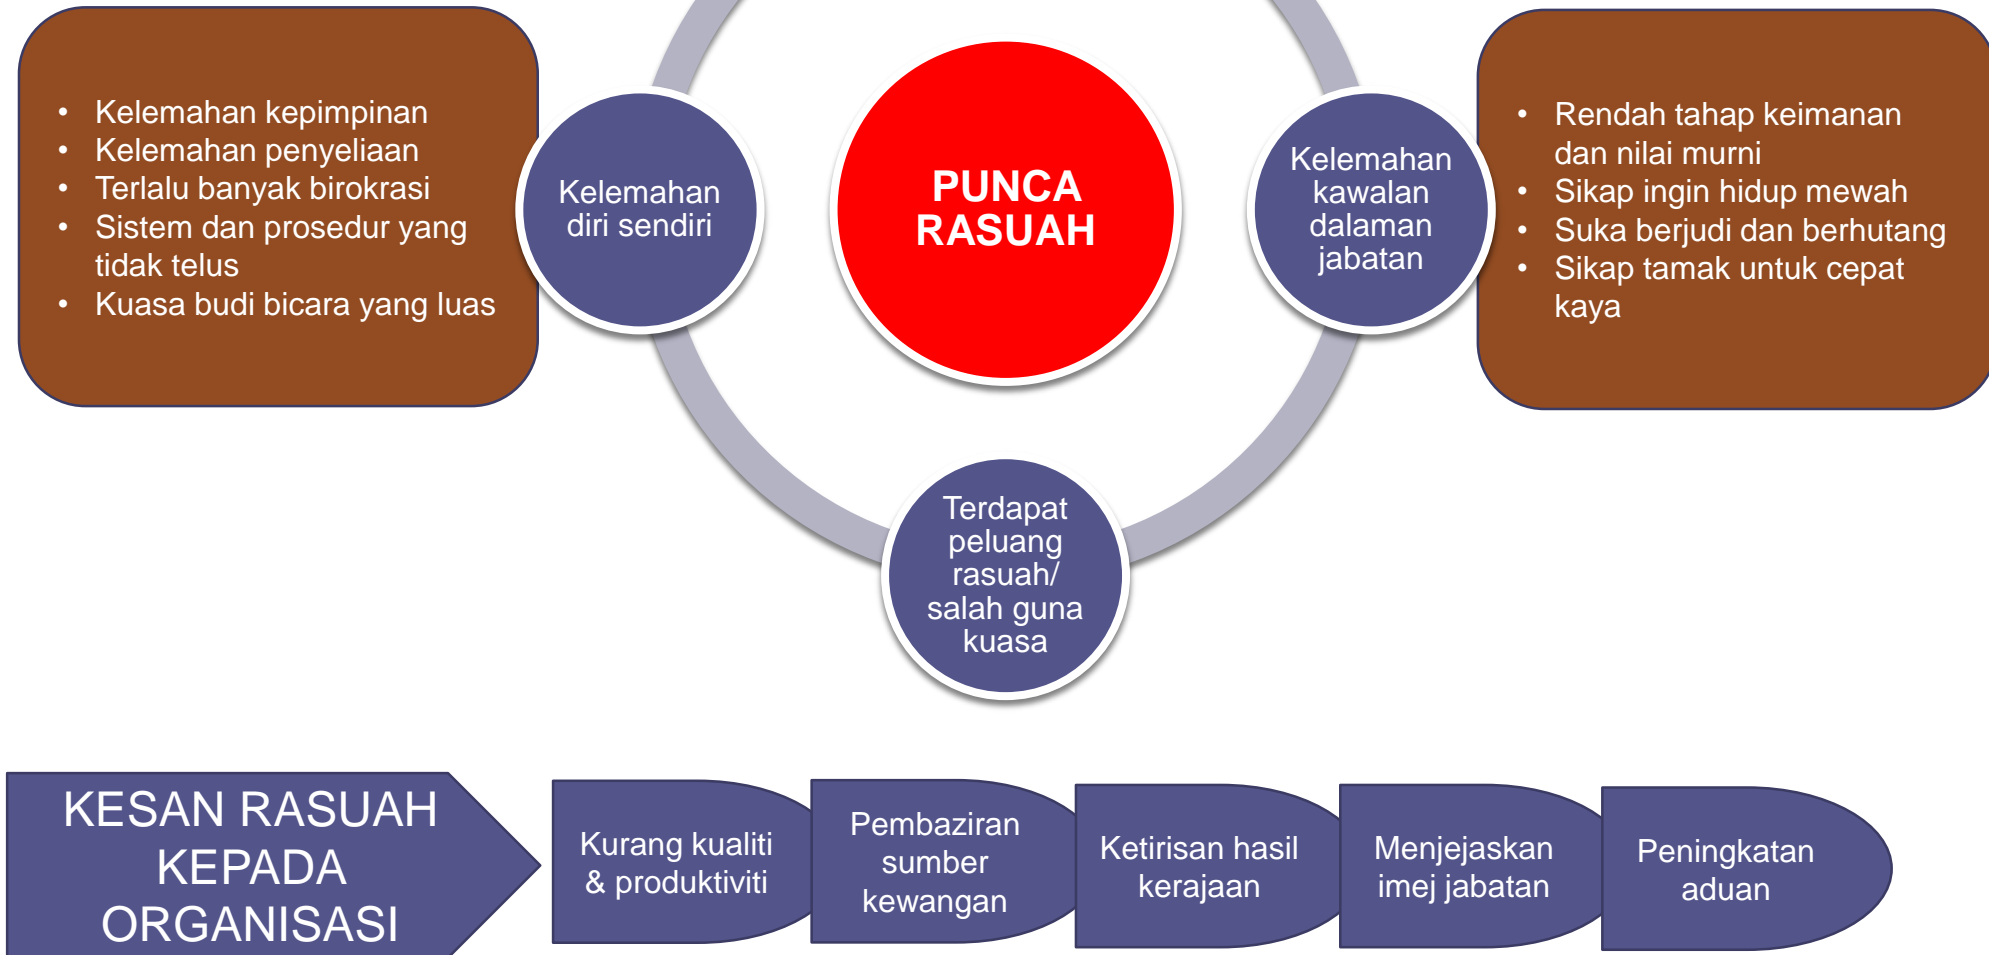 • Kelemahan kepimpinan
• Kelemahan penyeliaan
• Terlalu banyak birokrasi
• Sistem dan prosedur yang
tidak telus
• Kuasa budi bicara yang luas
Kelemahan
diri sendiri
PUNCA
RASUAH
Kelemahan
kawalan
dalaman
jabatan
• Rendah tahap keimanan
dan nilai murni
• Sikap ingin hidup mewah
• Suka berjudi dan berhutang
• Sikap tamak untuk cepat
kaya
Terdapat
peluang
rasuah/
salah guna
kuasa
KESAN RASUAH
KEPADA
ORGANISASI
Kurang kualiti
& produktiviti
Pembaziran
sumber
kewangan
Ketirisan hasil
kerajaan
Menjejaskan
imej jabatan
Peningkatan
aduan